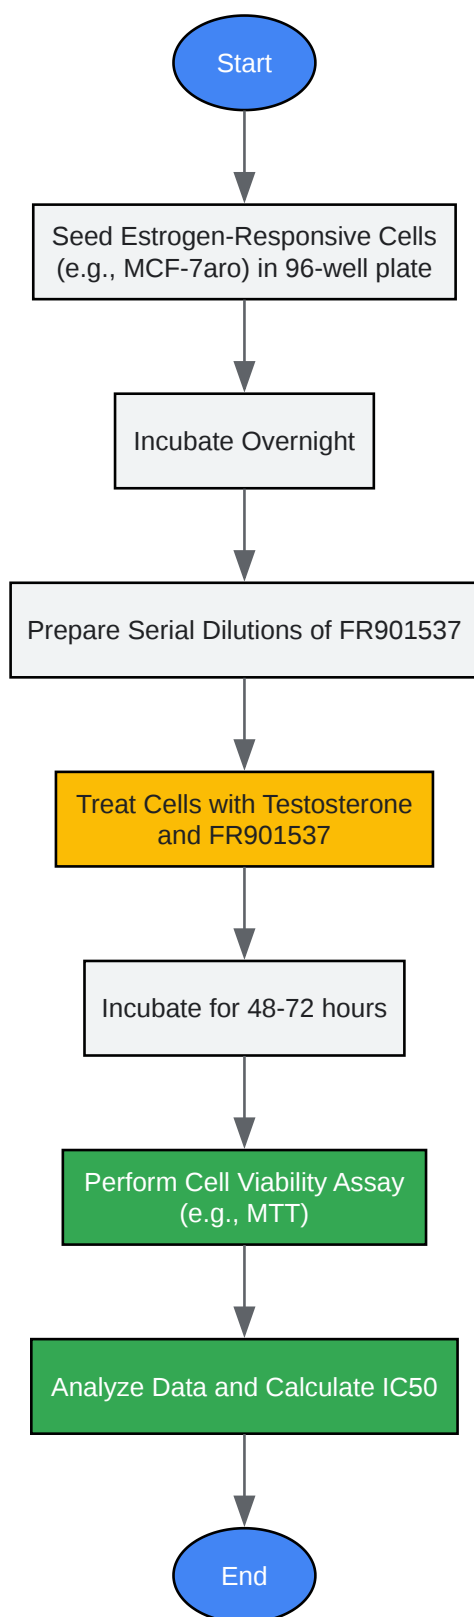 Start
Seed Estrogen-Responsive Cells
(e.g., MCF-7aro) in 96-well plate
Incubate Overnight
Prepare Serial Dilutions of FR901537
Treat Cells with Testosterone
and FR901537
Incubate for 48-72 hours
Perform Cell Viability Assay
(e.g., MTT)
Analyze Data and Calculate IC50
End